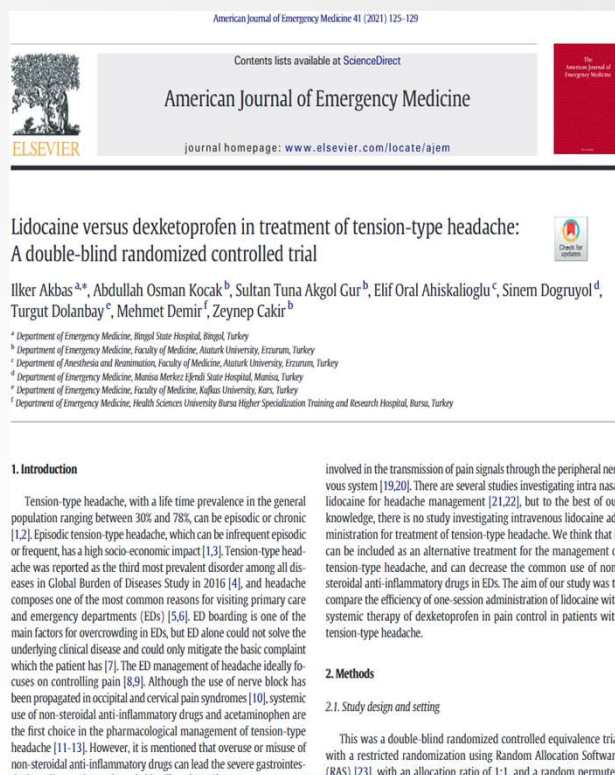 American Journal of Emergency Medicine 41 (2021) 125–129
Contents lists available at ScienceDirect
American Journal of Emergency Medicine
journal homepage: www.elsevier.com/locate/ajem
ELSEVIER
The
American Journal of
Emergency Medicine
Lidocaine versus dexketoprofen in treatment of tension-type headache:
A double-blind randomized controlled trial
Check for
updates
Ilker Akbas a,*, Abdullah Osman Kocak b, Sultan Tuna Akgol Gur b, Elif Oral Ahiskalioglu c, Sinem Dogruyol d,
Turgut Dolanbay e, Mehmet Demir f, Zeynep Cakir b
a Department of Emergency Medicine, Bingol State Hospital, Bingol, Turkey
b Department of Emergency Medicine, Faculty of Medicine, Ataturk University, Erzurum, Turkey
c Department of Anesthesia and Reanimation, Faculty of Medicine, Ataturk University, Erzurum, Turkey
d Department of Emergency Medicine, Manisa Merkez Efendi State Hospital, Manisa, Turkey
e Department of Emergency Medicine, Faculty of Medicine, Kafkas University, Kars, Turkey
f Department of Emergency Medicine, Health Sciences University Bursa Higher Specialization Training and Research Hospital, Bursa, Turkey
1. Introduction
Tension-type headache, with a life time prevalence in the general
population ranging between 30% and 78%, can be episodic or chronic
[1,2]. Episodic tension-type headache, which can be infrequent episodic
or frequent, has a high socio-economic impact [1,3]. Tension-type head-
ache was reported as the third most prevalent disorder among all dis-
eases in Global Burden of Diseases Study in 2016 [4], and headache
composes one of the most common reasons for visiting primary care
and emergency departments (EDs) [5,6]. ED boarding is one of the
main factors for overcrowding in EDs, but ED alone could not solve the
underlying clinical disease and could only mitigate the basic complaint
which the patient has [7]. The ED management of headache ideally fo-
cuses on controlling pain [8,9]. Although the use of nerve block has
been propagated in occipital and cervical pain syndromes [10], systemic
use of non-steroidal anti-inflammatory drugs and acetaminophen are
the first choice in the pharmacological management of tension-type
headache [11-13]. However, it is mentioned that overuse or misuse of
non-steroidal anti-inflammatory drugs can lead the severe gastrointes-
involved in the transmission of pain signals through the peripheral ner
vous system [19,20]. There are several studies investigating intra nasa
lidocaine for headache management [21,22], but to the best of ou
knowledge, there is no study investigating intravenous lidocaine ad
ministration for treatment of tension-type headache. We think that
can be included as an alternative treatment for the management o
tension-type headache, and can decrease the common use of non
steroidal anti-inflammatory drugs in EDs. The aim of our study was t
compare the efficiency of one-session administration of lidocaine wit
systemic therapy of dexketoprofen in pain control in patients wit
tension-type headache.
2. Methods
2.1. Study design and setting
This was a double-blind randomized controlled equivalence tria
with a restricted randomization using Random Allocation Softwar
(RAS) [23], with an allocation ratio of 1:1, and a random permut